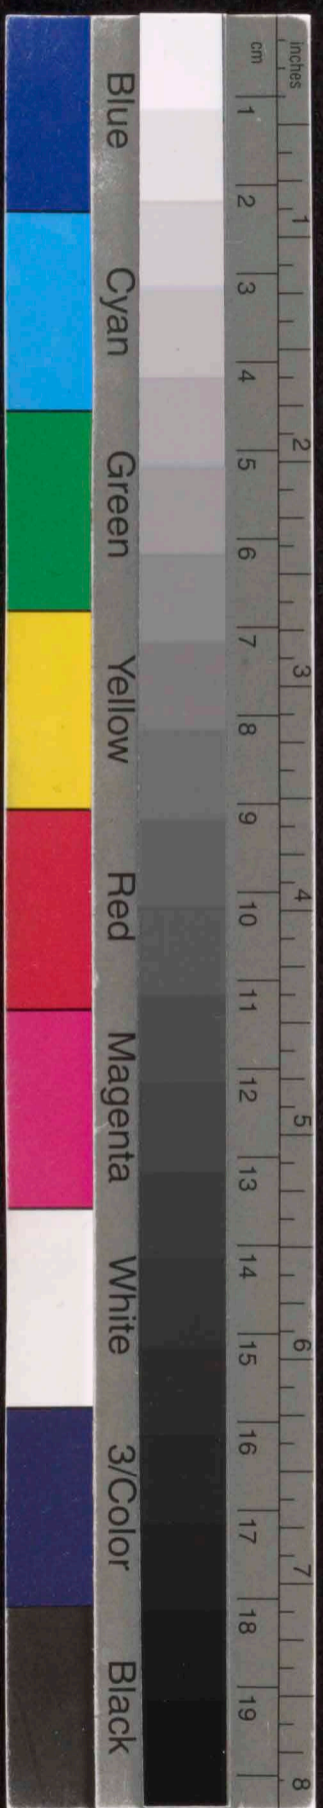 inches 1 2 3 4 5 6 7 8
cm 1 2 3 4 5 6 7 8 9 10 11 12 13 14 15 16 17 18 19
Blue Cyan Green Yellow Red Magenta White 3/Color Black